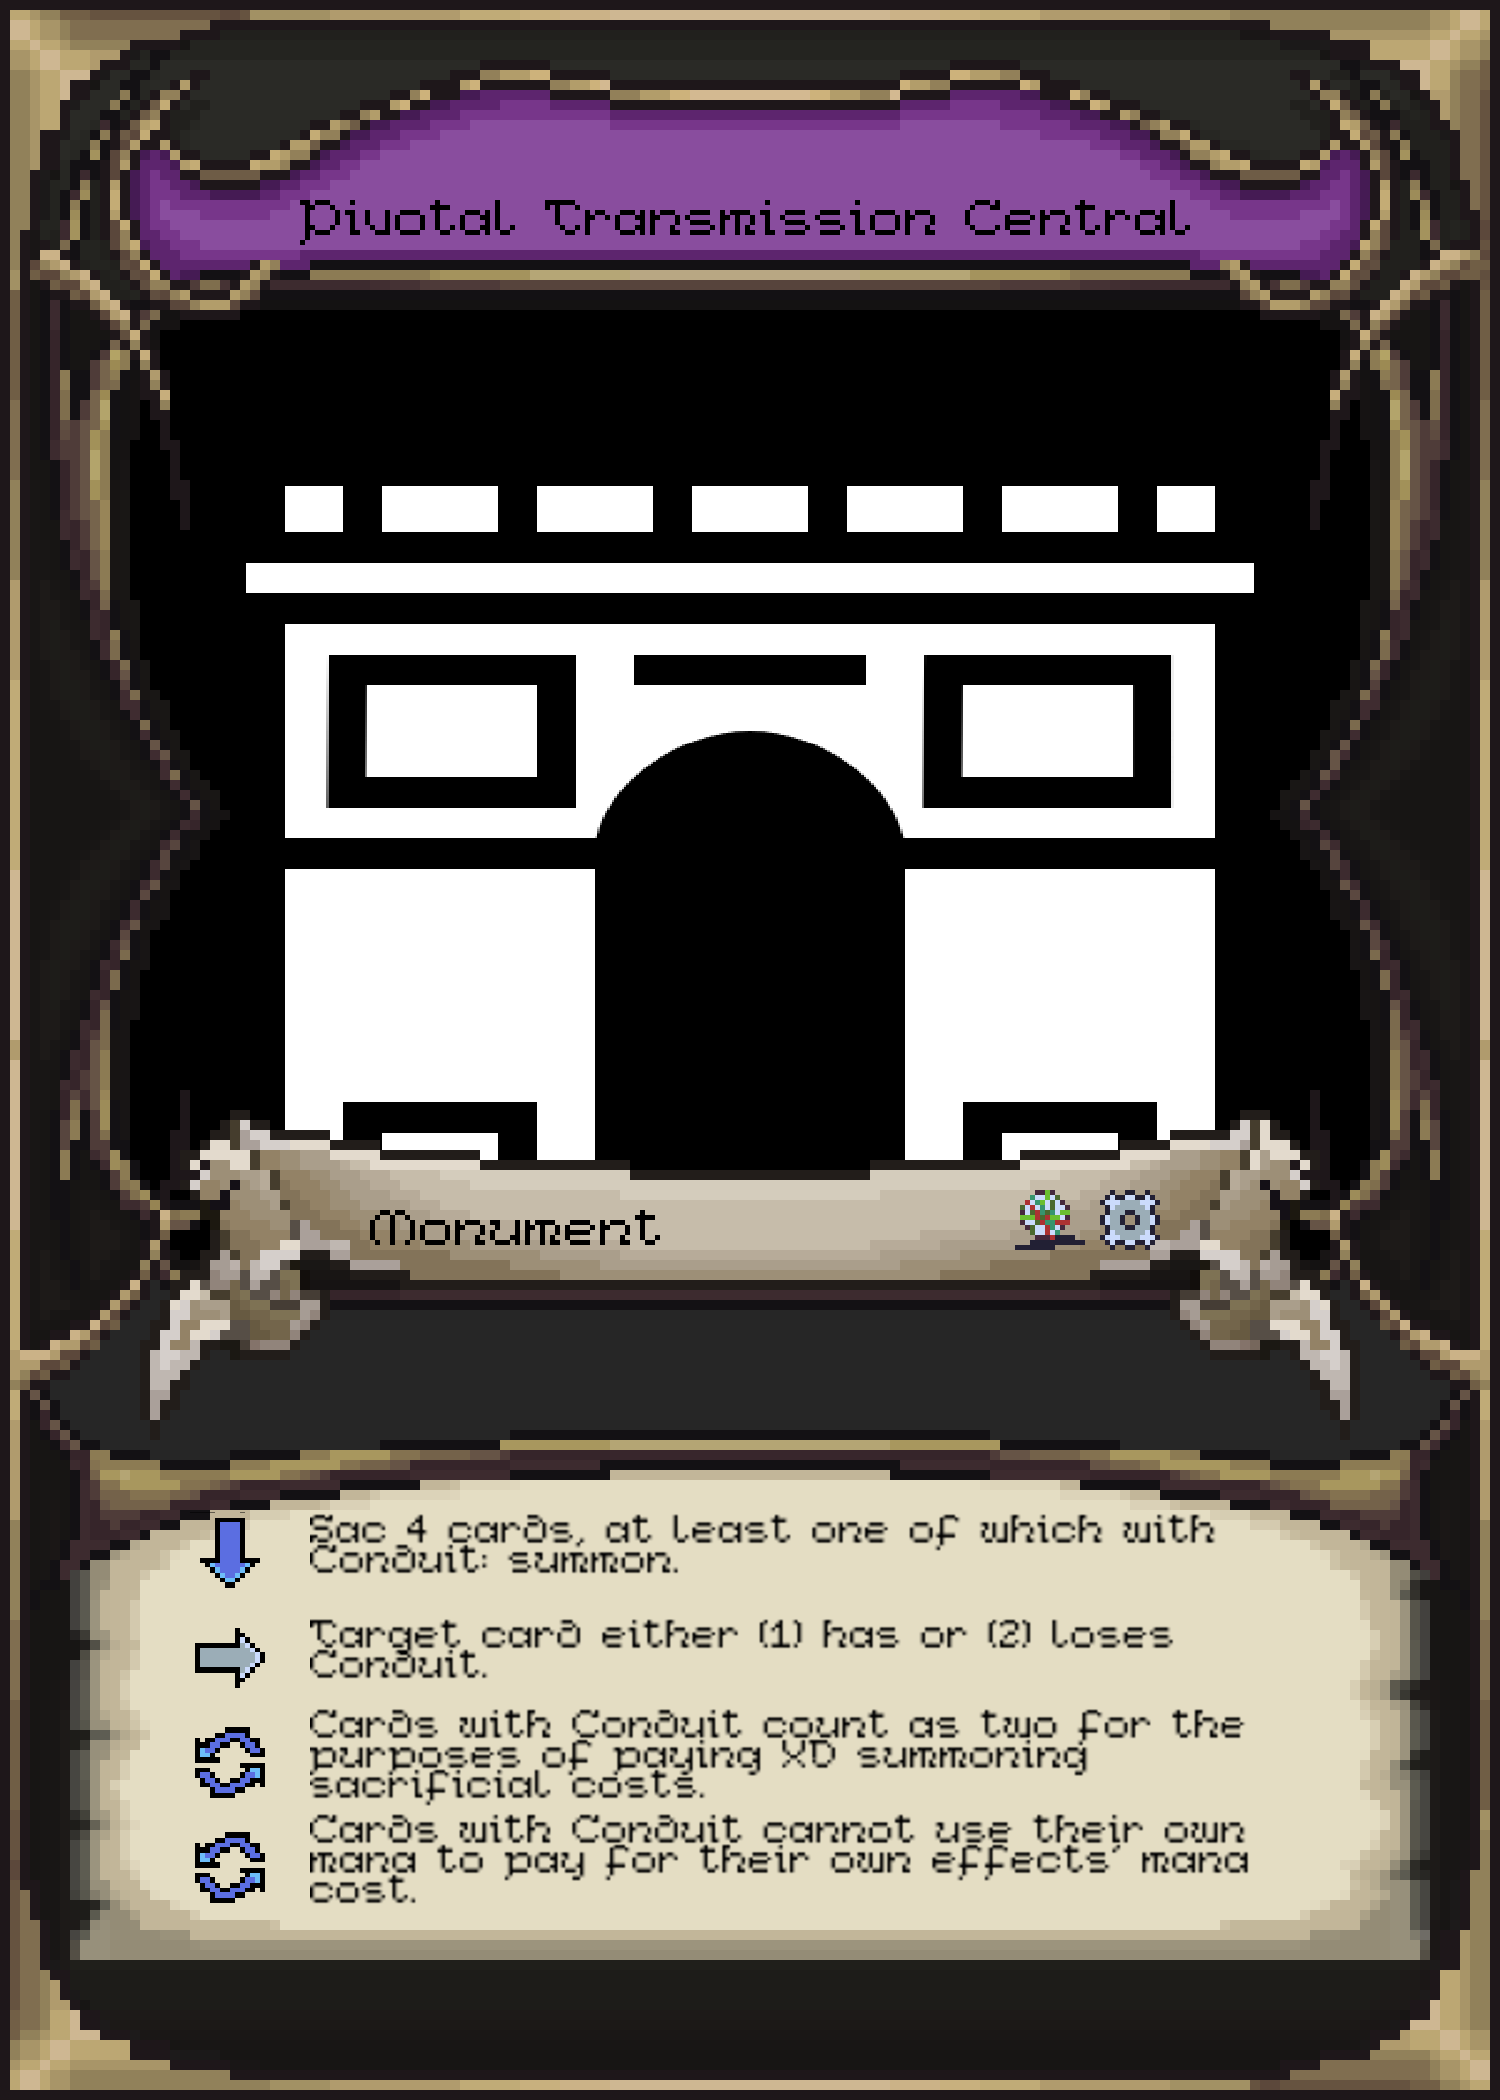 Pivotal Transmission Central
Monument
Sac 4 cards, at least one of which with
Conduit: summon.
Target card either (1) has or (2) loses
Conduit.
Cards with Conduit count as two for the
purposes of paying XD summoning
sacrificial costs.
Cards with Conduit cannot use their own
mana to pay for their own effects' mana
cost.